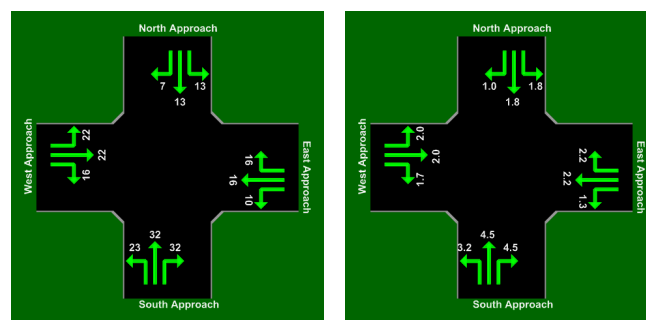 North Approach
7 13
13
West Approach
22
22
16
East Approach
16
16
10
32
23 32
South Approach
North Approach
1.0 1.8
1.8
West Approach
2.0
2.0
1.7
East Approach
2.2
2.2
1.3
4.5
3.2 4.5
South Approach